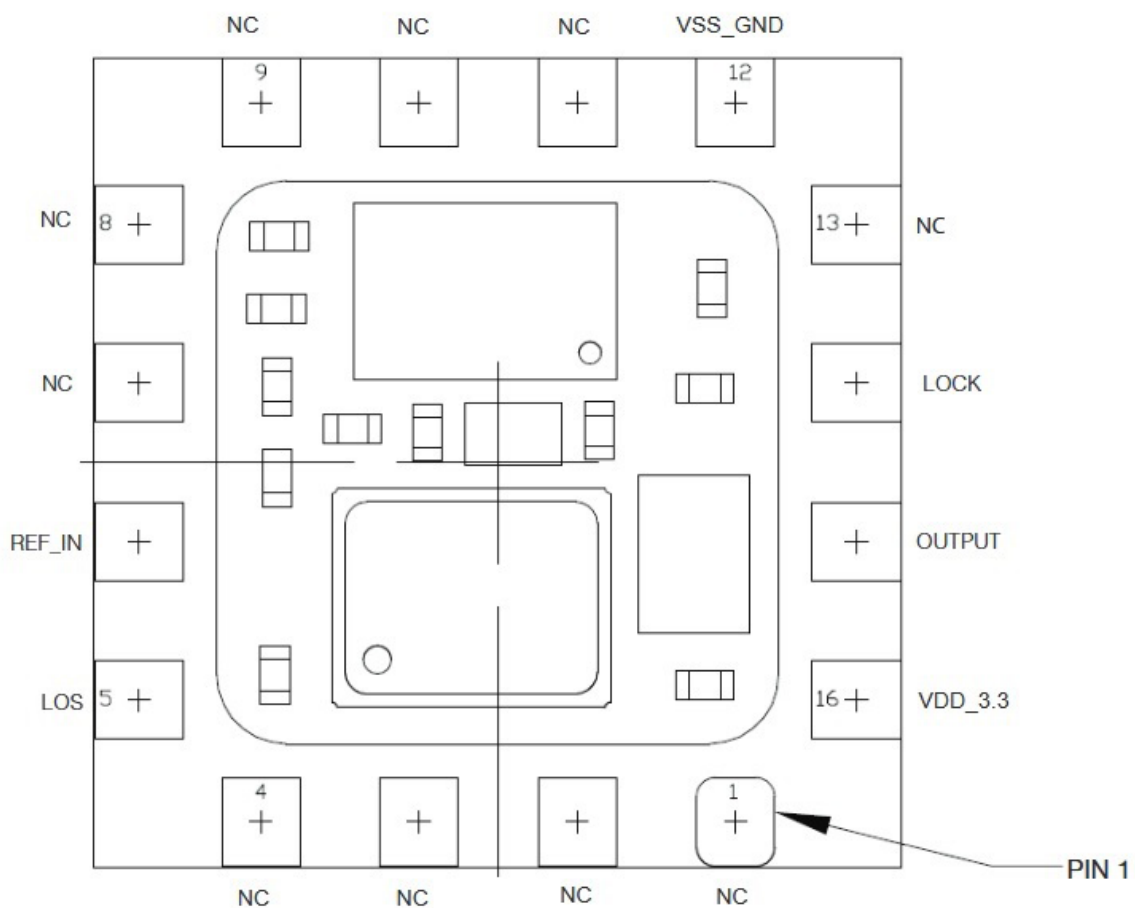 NC NC NC VSS_GND
9 12
NC 8 13 NC
NC LOCK
REF_IN OUTPUT
LOS 5 16 VDD_3.3
4 1
PIN 1
NC NC NC NC